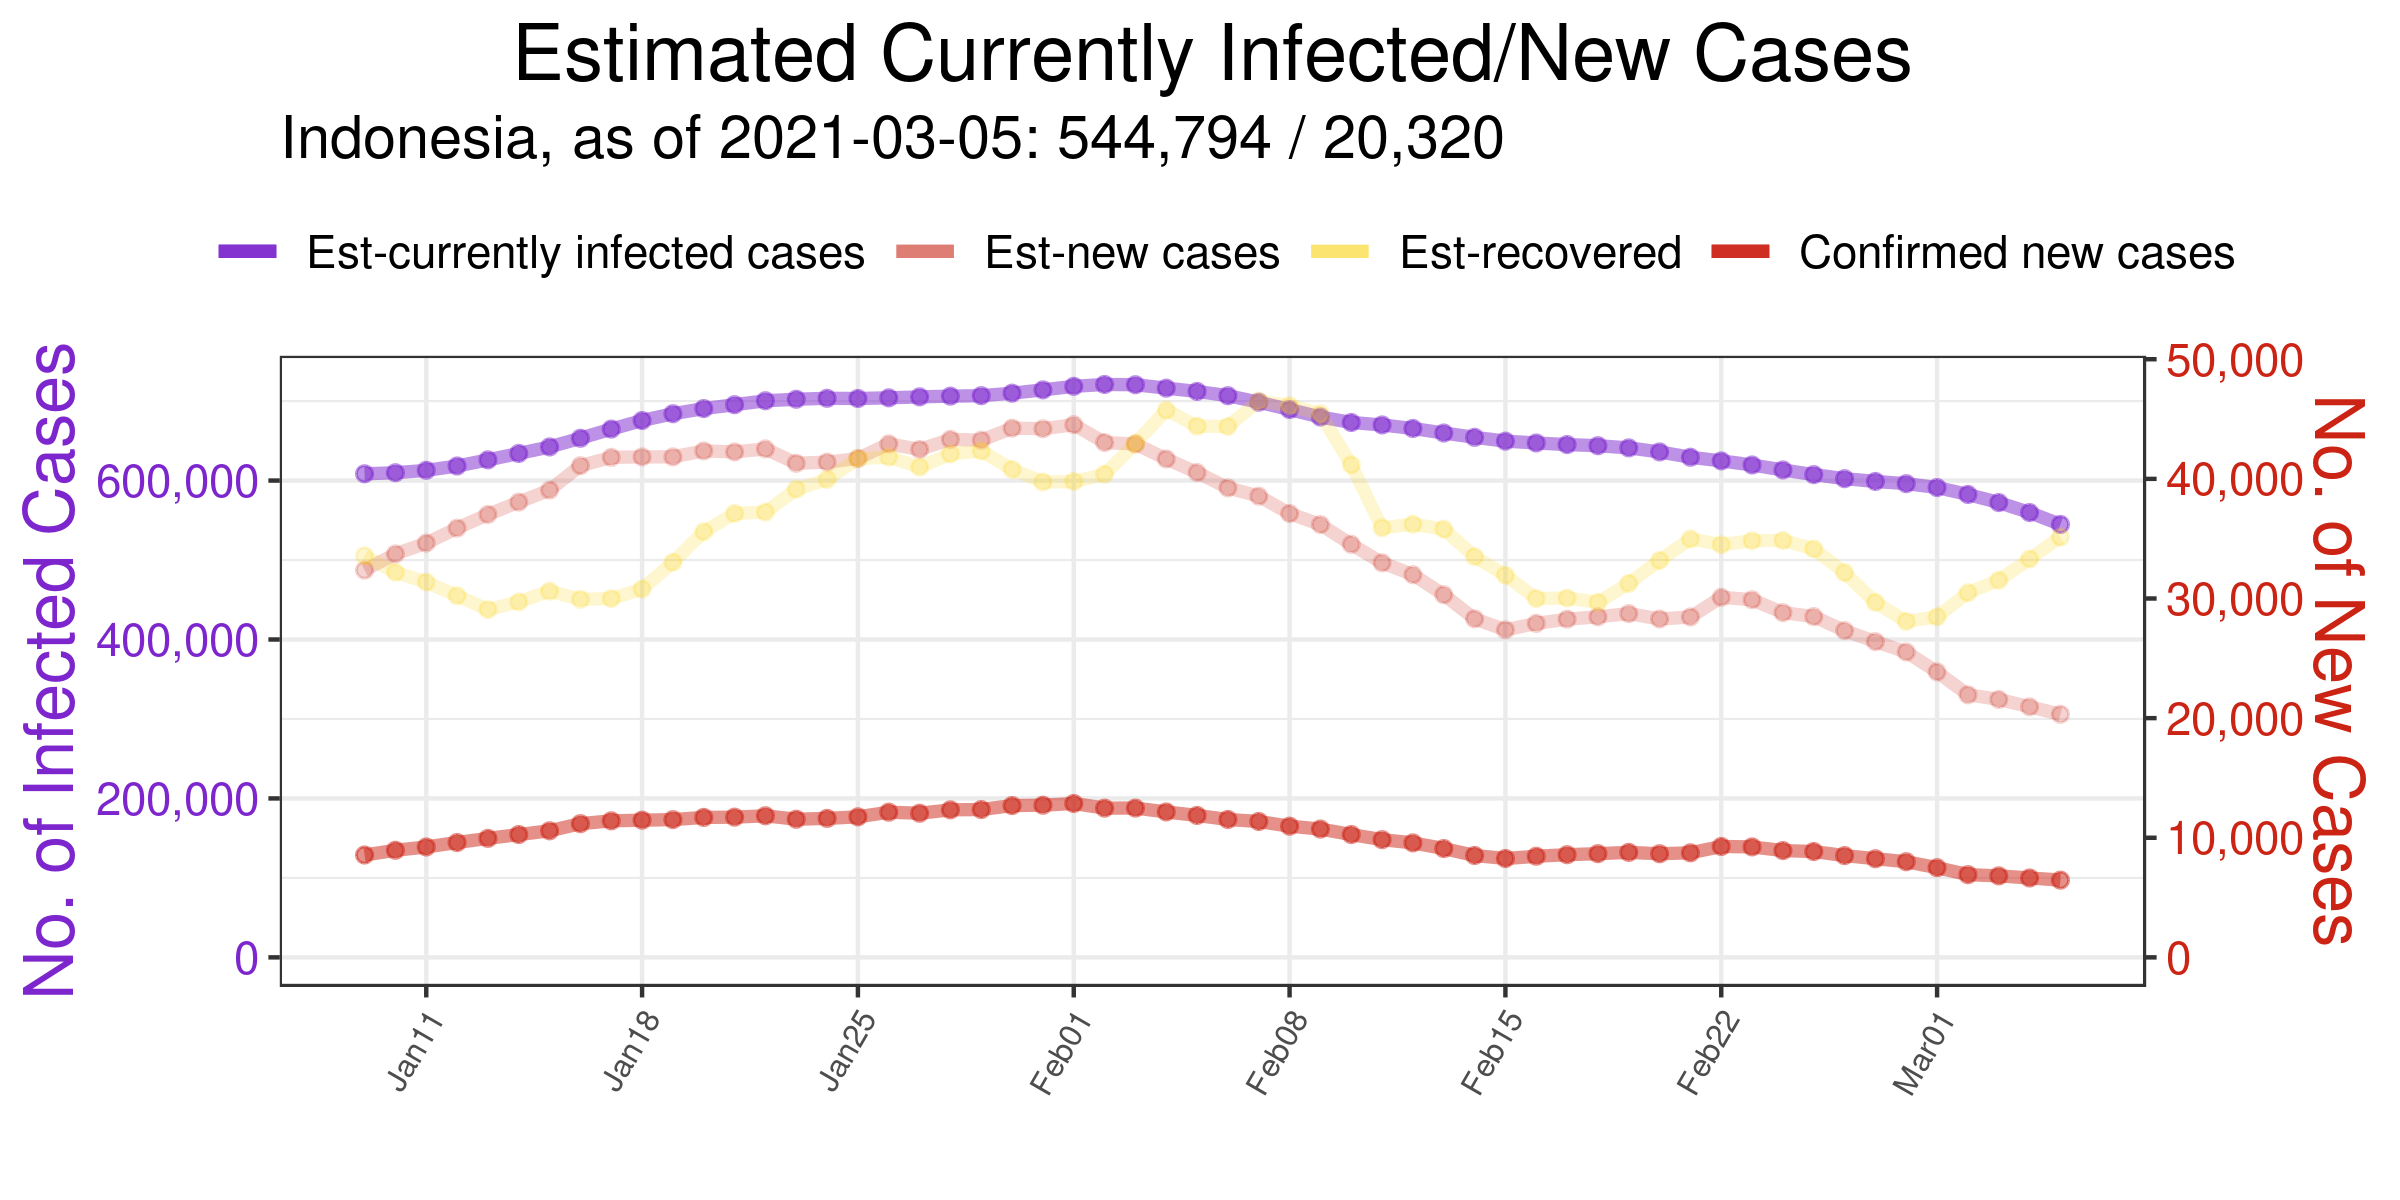 Estimated Currently Infected/New Cases
Indonesia, as of 2021-03-05: 544,794 / 20,320
Est-currently infected cases Est-new cases Est-recovered Confirmed new cases
No. of Infected Cases
600,000
400,000
200,000
0
50,000
40,000
30,000
20,000
10,000
0
No. of New Cases
Jan11 Jan18 Jan25 Feb01 Feb08 Feb15 Feb22 Mar01